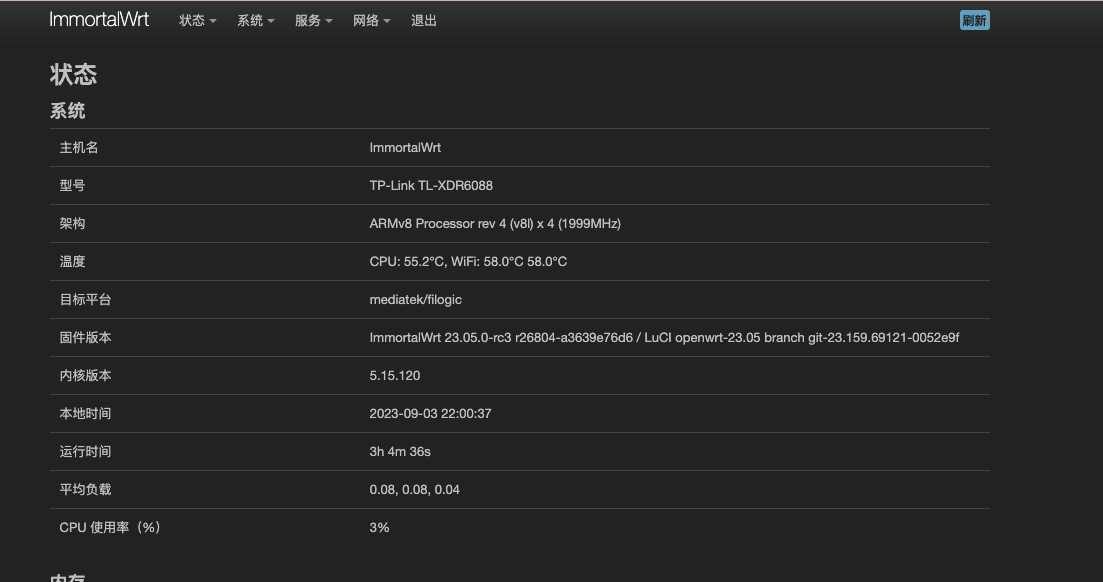 ImmortalWrt 状态 系统 服务 网络 退出 刷新
状态
系统
主机名 ImmortalWrt
型号 TP-Link TL-XDR6088
架构 ARMv8 Processor rev 4 (v8l) x 4 (1999MHz)
温度 CPU: 55.2°C, WiFi: 58.0°C 58.0°C
目标平台 mediatek/filogic
固件版本 ImmortalWrt 23.05.0-rc3 r26804-a3639e76d6 / LuCI openwrt-23.05 branch git-23.159.69121-0052e9f
内核版本 5.15.120
本地时间 2023-09-03 22:00:37
运行时间 3h 4m 36s
平均负载 0.08, 0.08, 0.04
CPU 使用率（%） 3%
内存